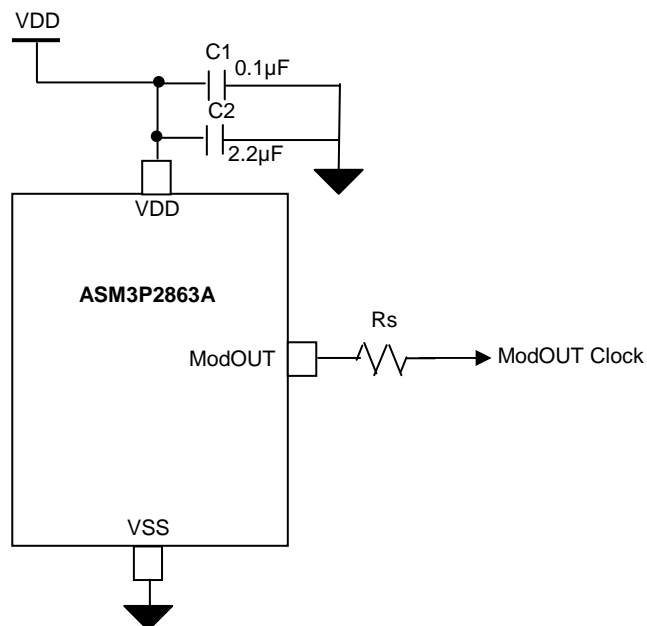 VDD
C1
0.1µF
C2
2.2µF
VDD
ASM3P2863A
Rs
ModOUT
ModOUT Clock
VSS